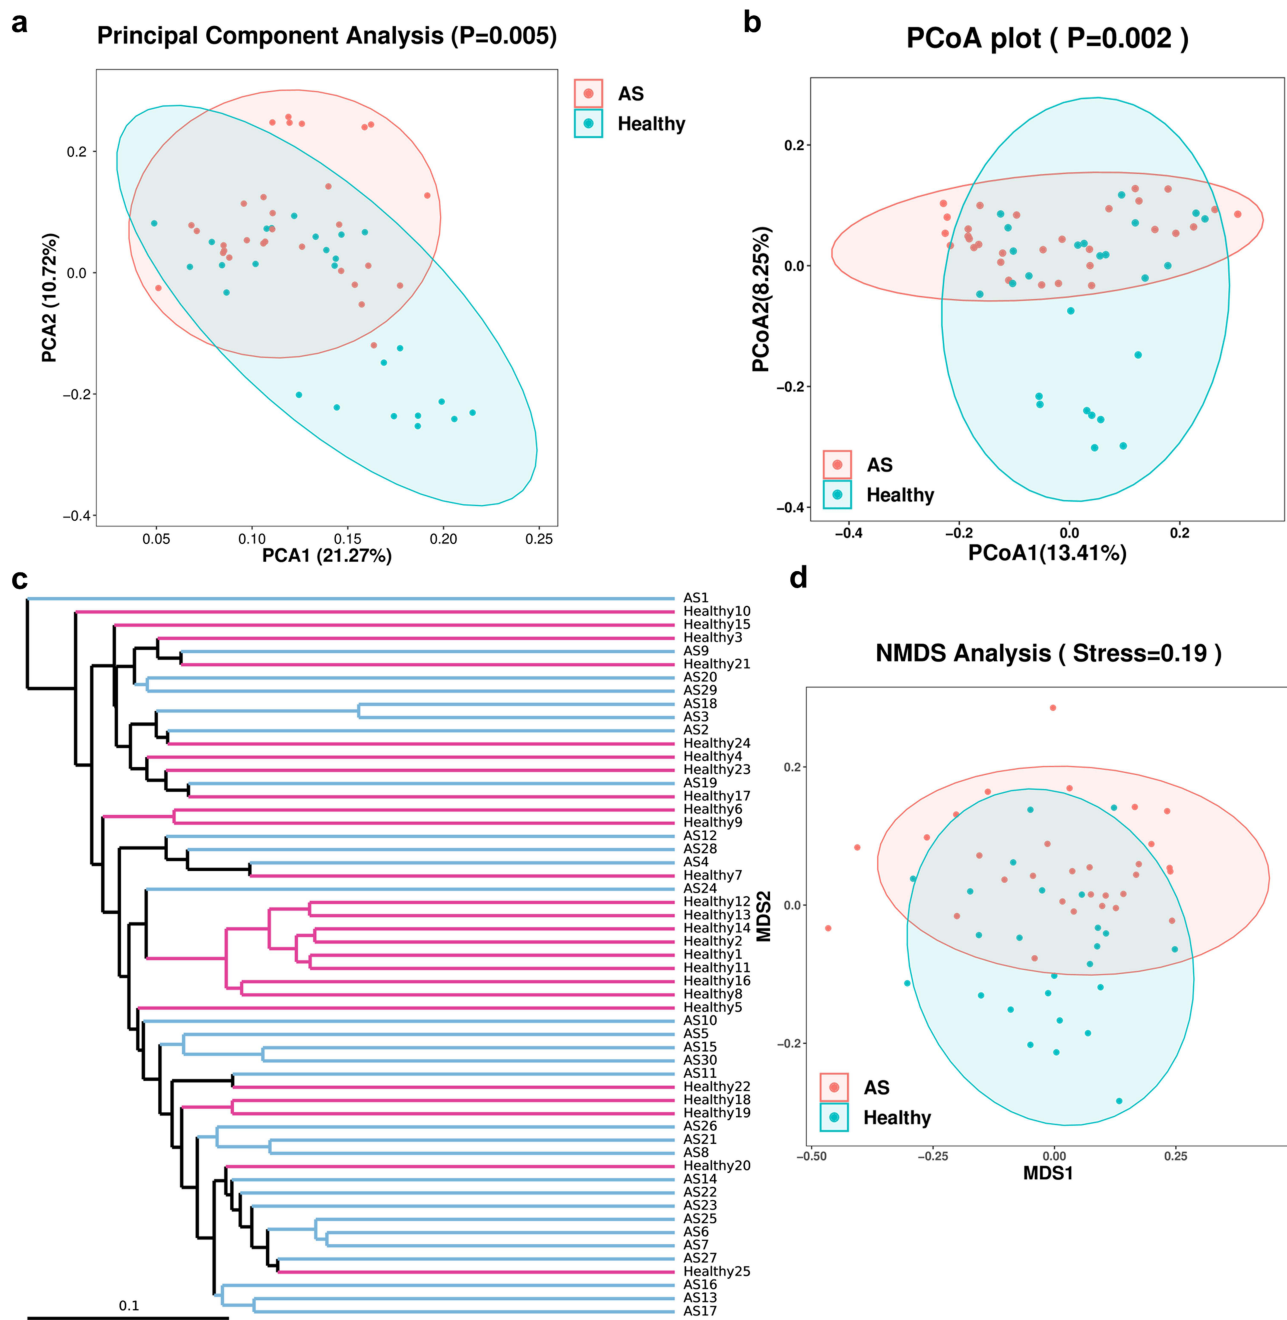 a
Principal Component Analysis (P=0.005)
AS
Healthy
0.2
0.0
−0.2
−0.4
PCA2 (10.72%)
0.05
0.10
0.15
0.20
0.25
PCA1 (21.27%)
b
PCoA plot ( P=0.002 )
0.2
0.0
−0.2
−0.4
PCoA2(8.25%)
AS
Healthy
−0.4
−0.2
0.0
0.2
PCoA1(13.41%)
c
AS1
Healthy10
Healthy15
Healthy3
AS9
Healthy21
AS20
AS29
AS18
AS3
AS2
Healthy24
Healthy4
Healthy23
AS19
Healthy17
Healthy6
Healthy9
AS12
AS28
AS4
Healthy7
AS24
Healthy12
Healthy13
Healthy14
Healthy2
Healthy1
Healthy11
Healthy16
Healthy8
Healthy5
AS10
AS5
AS15
AS30
AS11
Healthy22
Healthy18
Healthy19
AS26
AS21
AS8
Healthy20
AS14
AS22
AS23
AS25
AS6
AS7
AS27
Healthy25
AS16
AS13
AS17
0.1
d
NMDS Analysis ( Stress=0.19 )
0.2
0.0
−0.2
MDS2
AS
Healthy
−0.50
−0.25
0.00
0.25
MDS1